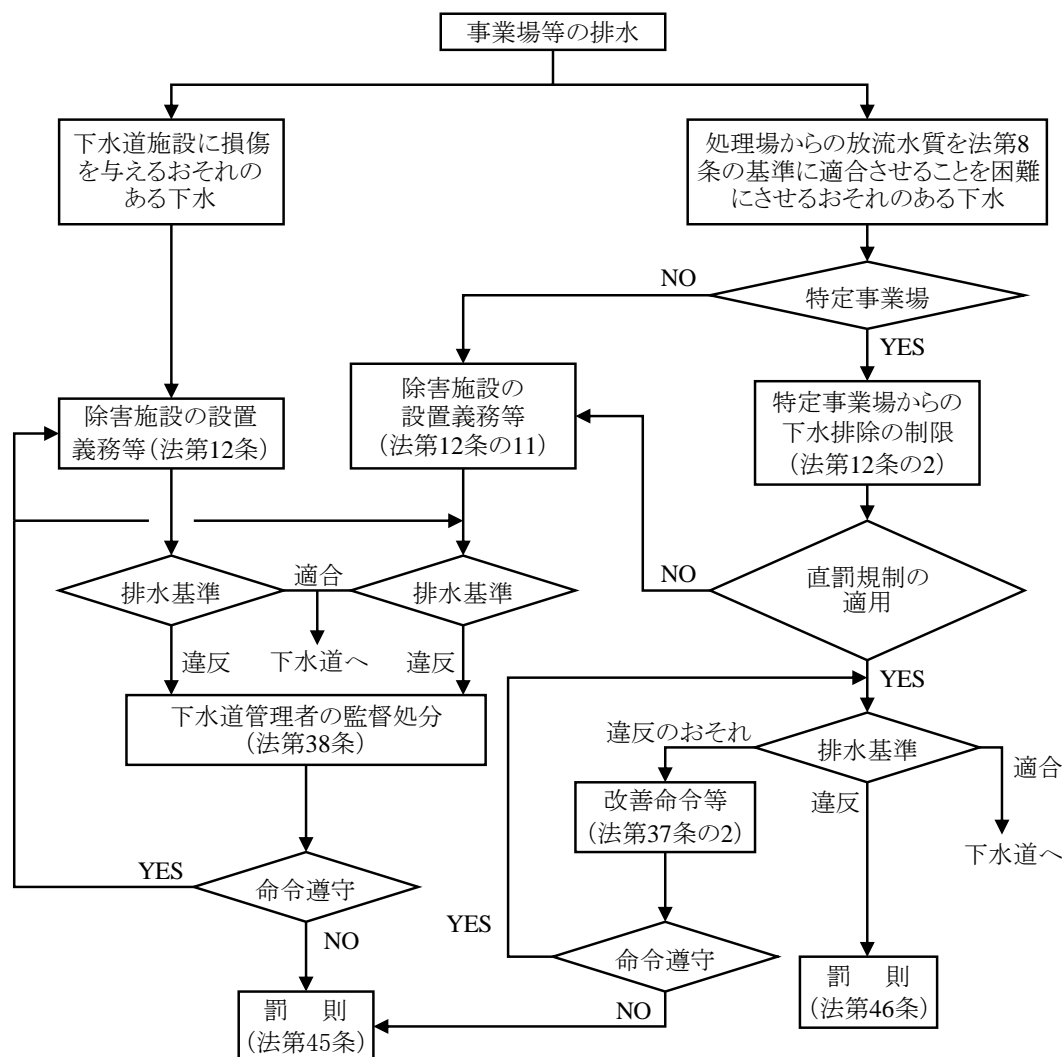 事業場等の排水
下水道施設に損傷
を与えるおそれの
ある下水
処理場からの放流水質を法第8
条の基準に適合させることを困難
にさせるおそれのある下水
NO
特定事業場
YES
除害施設の設置
義務等（法第12条）
除害施設の
設置義務等
（法第12条の11）
特定事業場からの
下水排除の制限
（法第12条の2）
排水基準
適合
排水基準
NO
直罰規制の
適用
違反
下水道へ
違反
YES
下水道管理者の監督処分
（法第38条）
違反のおそれ
排水基準
適合
改善命令等
（法第37条の2）
違反
下水道へ
YES
命令遵守
NO
YES
命令遵守
罰　則
（法第45条）
NO
罰　則
（法第46条）